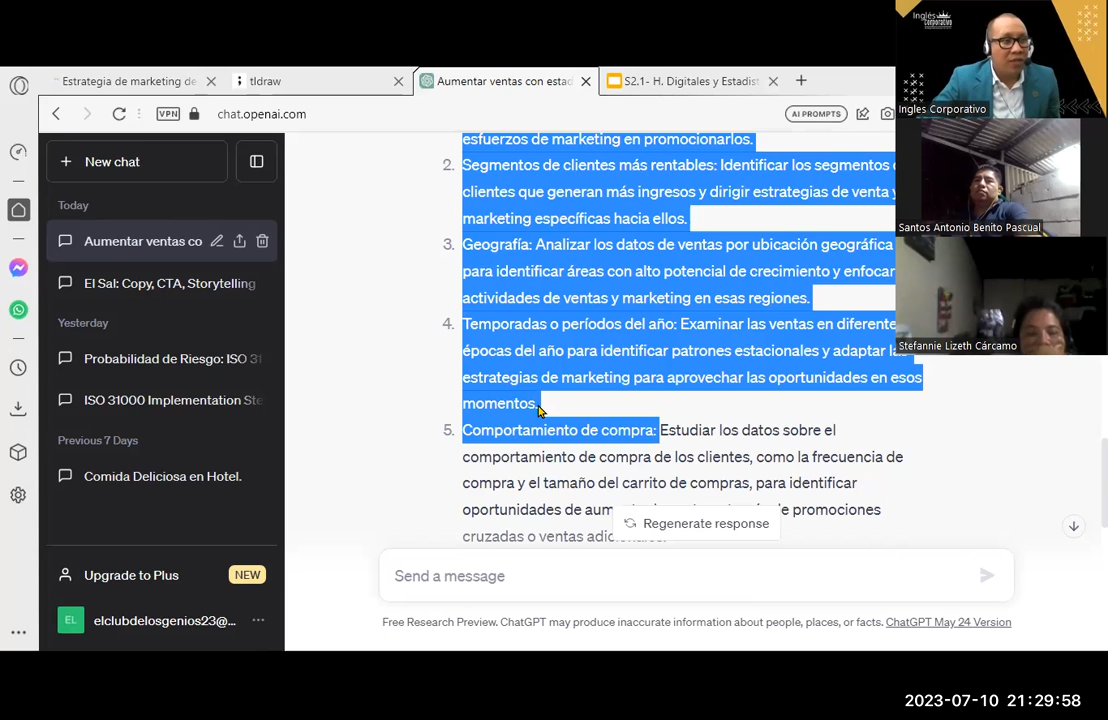 Estrategia de marketing de
tldraw
Aumentar ventas con estad
S2.1- H. Digitales y Estadist
VPN
chat.openai.com
AI PROMPTS
New chat
Today
Aumentar ventas co
El Sal: Copy, CTA, Storytelling
Yesterday
Probabilidad de Riesgo: ISO 31
ISO 31000 Implementation Ste
Previous 7 Days
Comida Deliciosa en Hotel.
Upgrade to Plus
NEW
EL
elclubdelosgenios23@...
esfuerzos de marketing en promocionarlos.
2. Segmentos de clientes más rentables: Identificar los segmentos
clientes que generan más ingresos y dirigir estrategias de venta y
marketing específicas hacia ellos.
3. Geografía: Analizar los datos de ventas por ubicación geográfica
para identificar áreas con alto potencial de crecimiento y enfocar
actividades de ventas y marketing en esas regiones.
4. Temporadas o períodos del año: Examinar las ventas en diferente
épocas del año para identificar patrones estacionales y adaptar
estrategias de marketing para aprovechar las oportunidades en esos
momentos.
5. Comportamiento de compra: Estudiar los datos sobre el
comportamiento de compra de los clientes, como la frecuencia de
compra y el tamaño del carrito de compras, para identificar
oportunidades de promociones
cruzadas o ventas
Regenerate response
Send a message
Free Research Preview. ChatGPT may produce inaccurate information about people, places, or facts. ChatGPT May 24 Version
Inglés
Corporativo
Ingles Corporativo
Santos Antonio Benito Pascual
Stefannie Lizeth Cárcamo
2023-07-10 21:29:58